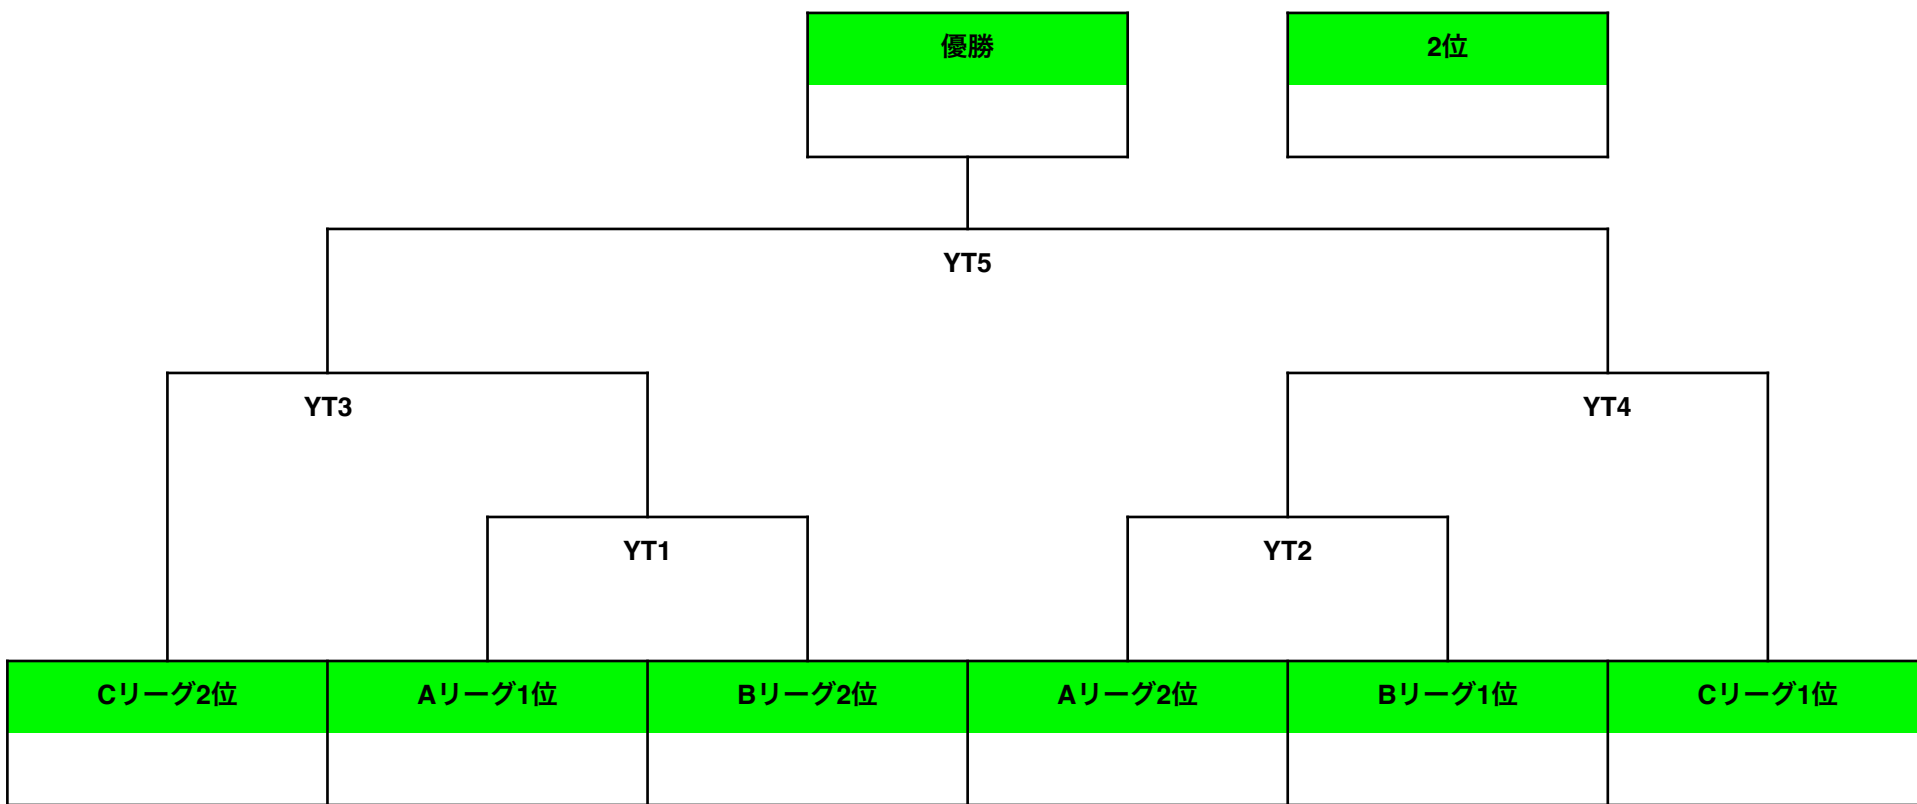 優勝
2位
YT5
YT3
YT4
YT1
YT2
Cリーグ2位
Aリーグ1位
Bリーグ2位
Aリーグ2位
Bリーグ1位
Cリーグ1位